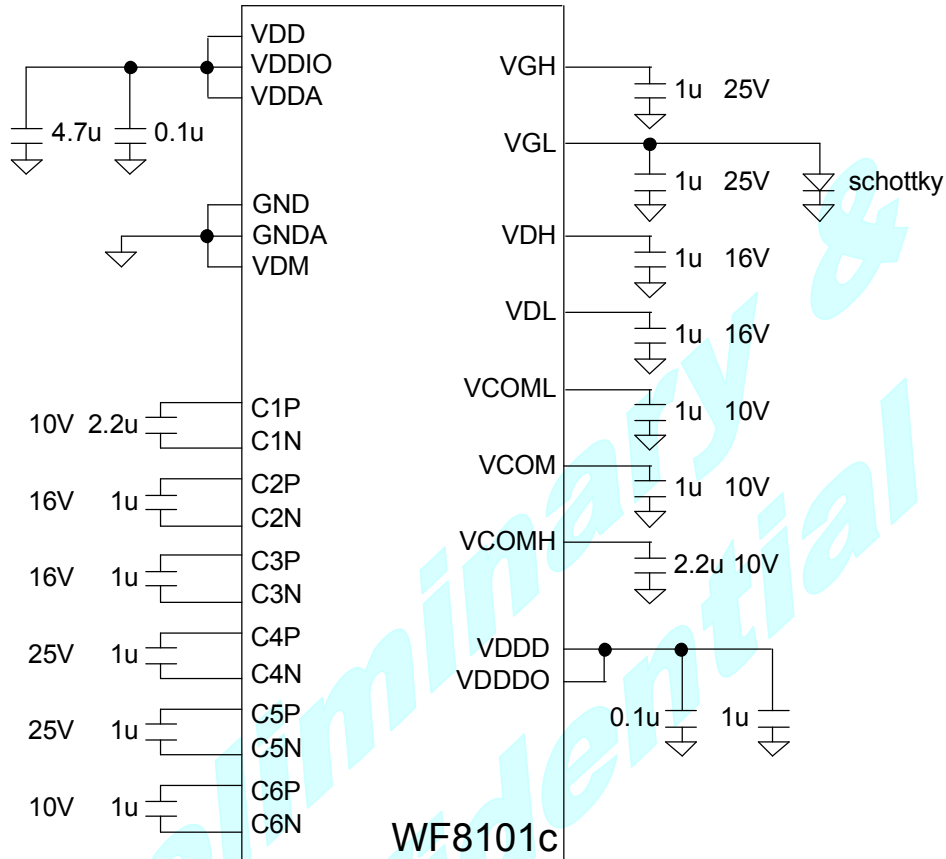 VDD
VDDIO
VDDA
4.7u 0.1u
GND
GNDA
VDM
10V 2.2u C1P
C1N
16V 1u C2P
C2N
16V 1u C3P
C3N
25V 1u C4P
C4N
25V 1u C5P
C5N
10V 1u C6P
C6N
VGH
1u 25V
VGL
1u 25V schottky
VDH
1u 16V
VDL
1u 16V
VCOML
1u 10V
VCOM
1u 10V
VCOMH
2.2u 10V
VDDD
VDDDO
0.1u 1u
WF8101c